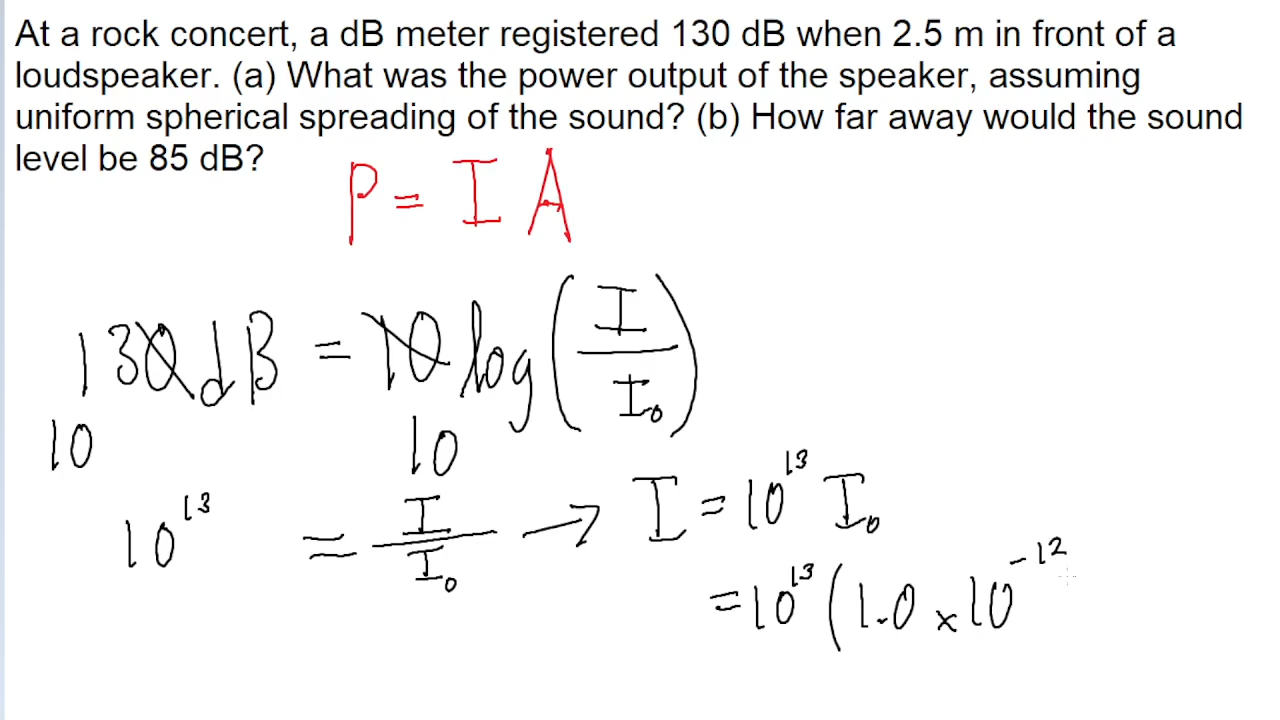 At a rock concert, a dB meter registered 130 dB when 2.5 m in front of a
loudspeaker. (a) What was the power output of the speaker, assuming
uniform spherical spreading of the sound? (b) How far away would the sound
level be 85 dB?
P = I A
130 dB = 10 log(I/I₀)
10 10
10¹³ = I/I₀ → I = 10¹³ I₀
= 10¹³ (1.0 × 10⁻¹²